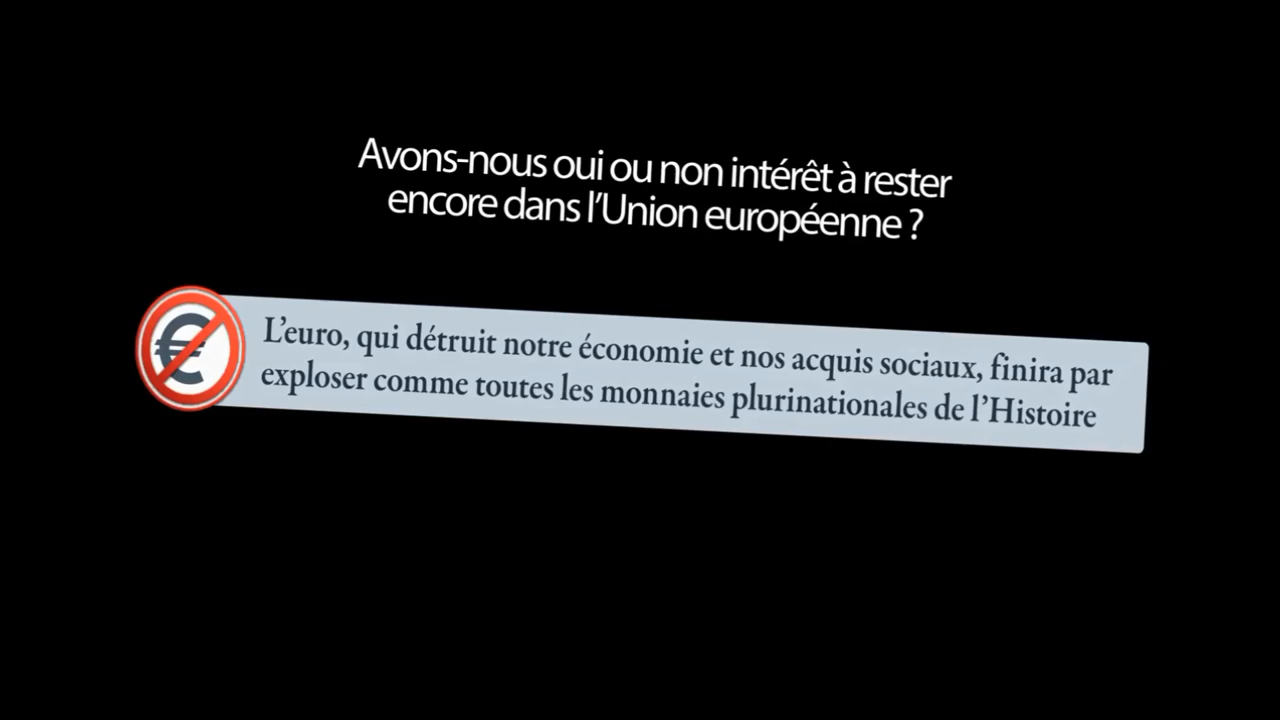 Avons-nous oui ou non intérêt à rester
encore dans l’Union européenne ?
€
L’euro, qui détruit notre économie et nos acquis sociaux, finira par
exploser comme toutes les monnaies plurinationales de l’Histoire